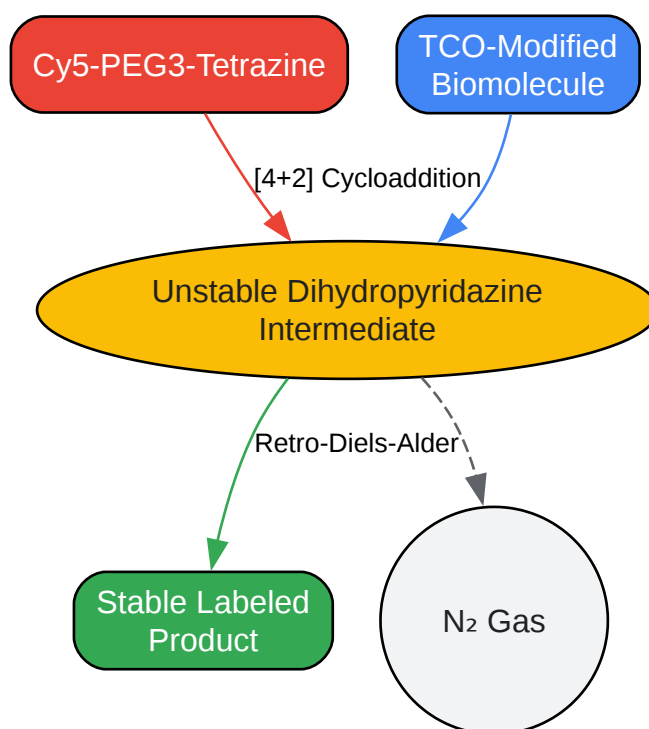 Cy5-PEG3-Tetrazine
TCO-Modified
Biomolecule
[4+2] Cycloaddition
Unstable Dihydropyridazine
Intermediate
Retro-Diels-Alder
Stable Labeled
Product
N₂ Gas